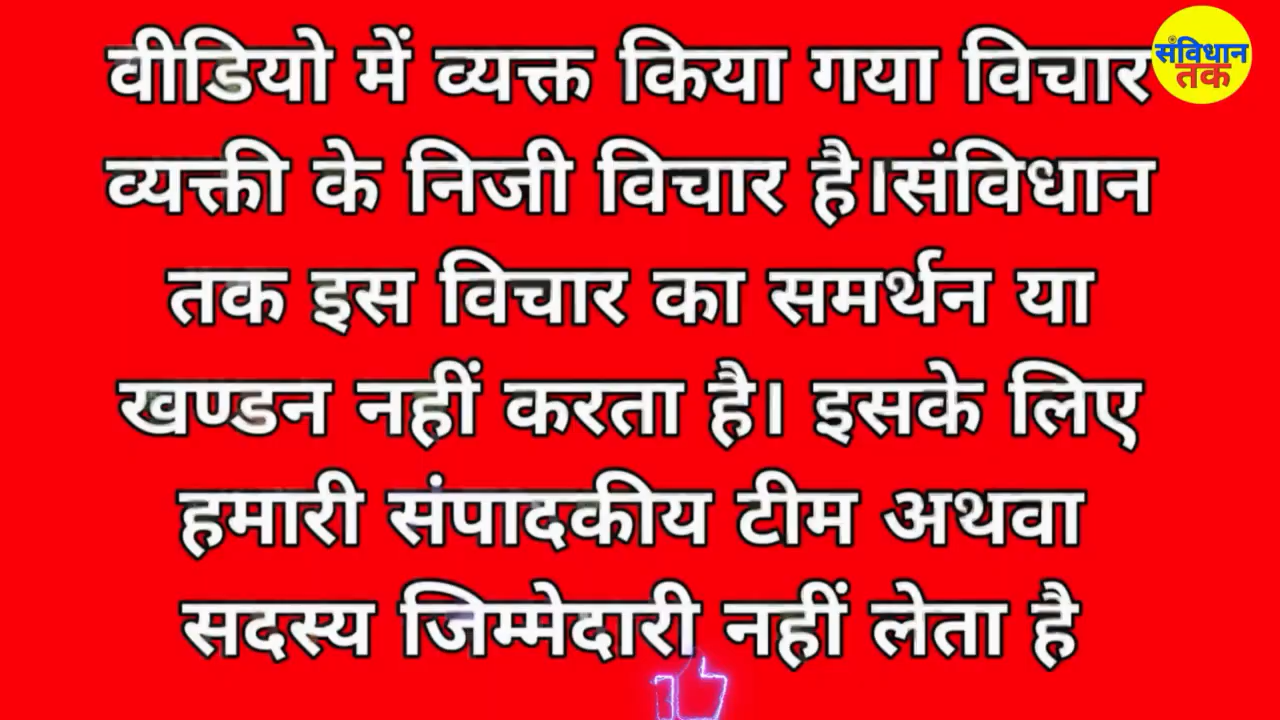 वीडियो में व्यक्त किया गया विचार
व्यक्ती के निजी विचार है।संविधान
तक इस विचार का समर्थन या
खण्डन नहीं करता है। इसके लिए
हमारी संपादकीय टीम अथवा
सदस्य जिम्मेदारी नहीं लेता है
संविधान
तक